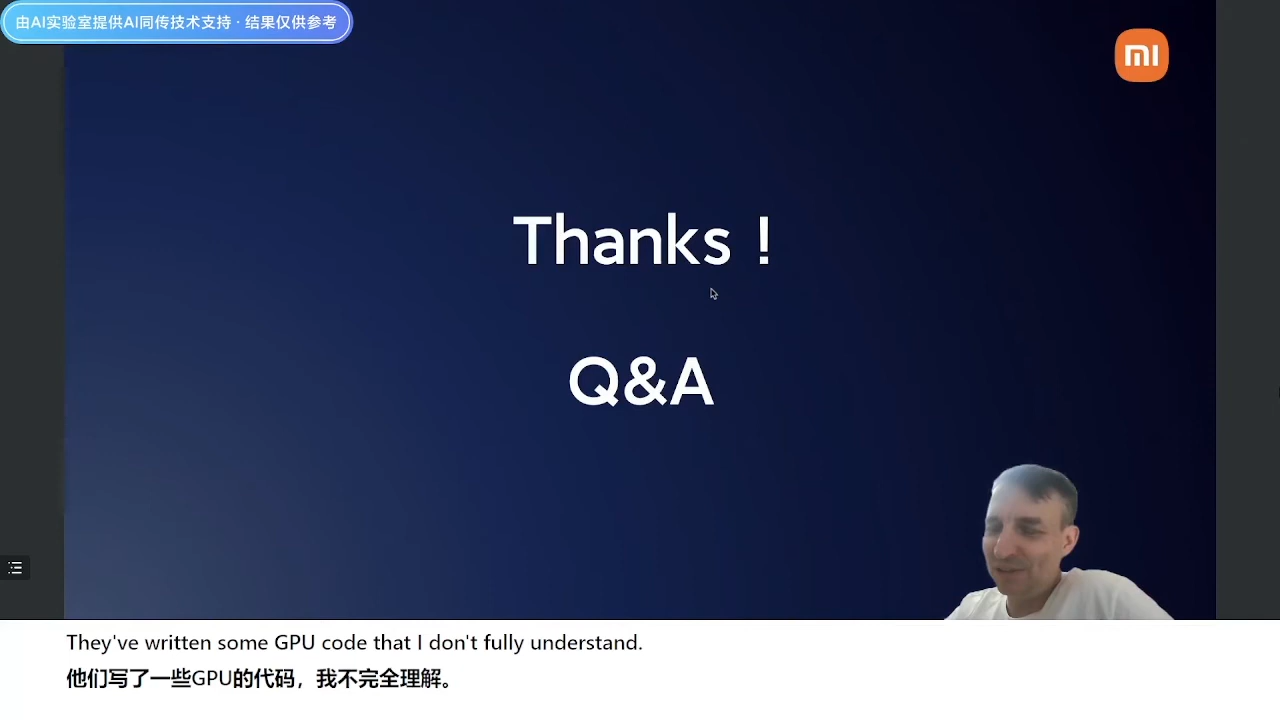 由AI实验室提供AI同传技术支持 · 结果仅供参考
mi
Thanks !
Q&A
They've written some GPU code that I don't fully understand.
他们写了一些GPU的代码，我不完全理解。